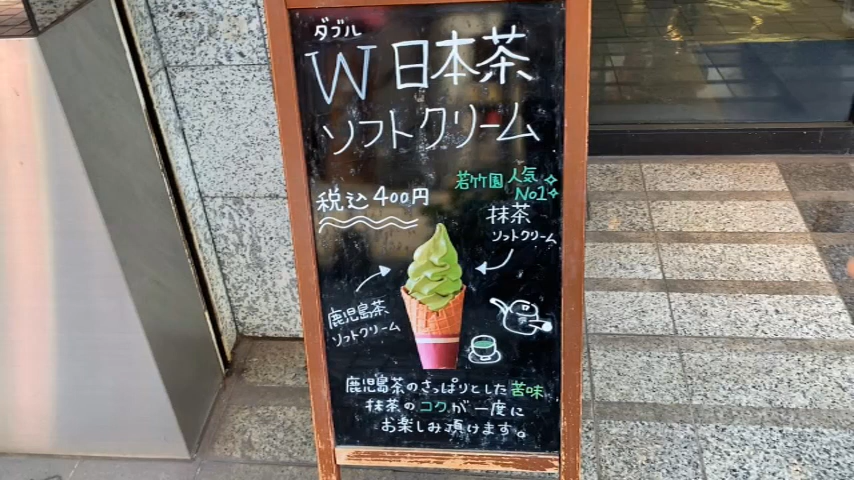 ダブル
W日本茶
ソフトクリーム
若竹園 人気
No1
税込400円
抹茶
ソフトクリーム
鹿児島茶
ソフトクリーム
鹿児島茶のさっぱりとした苦味
抹茶のコクが一度に
お楽しみ頂けます。